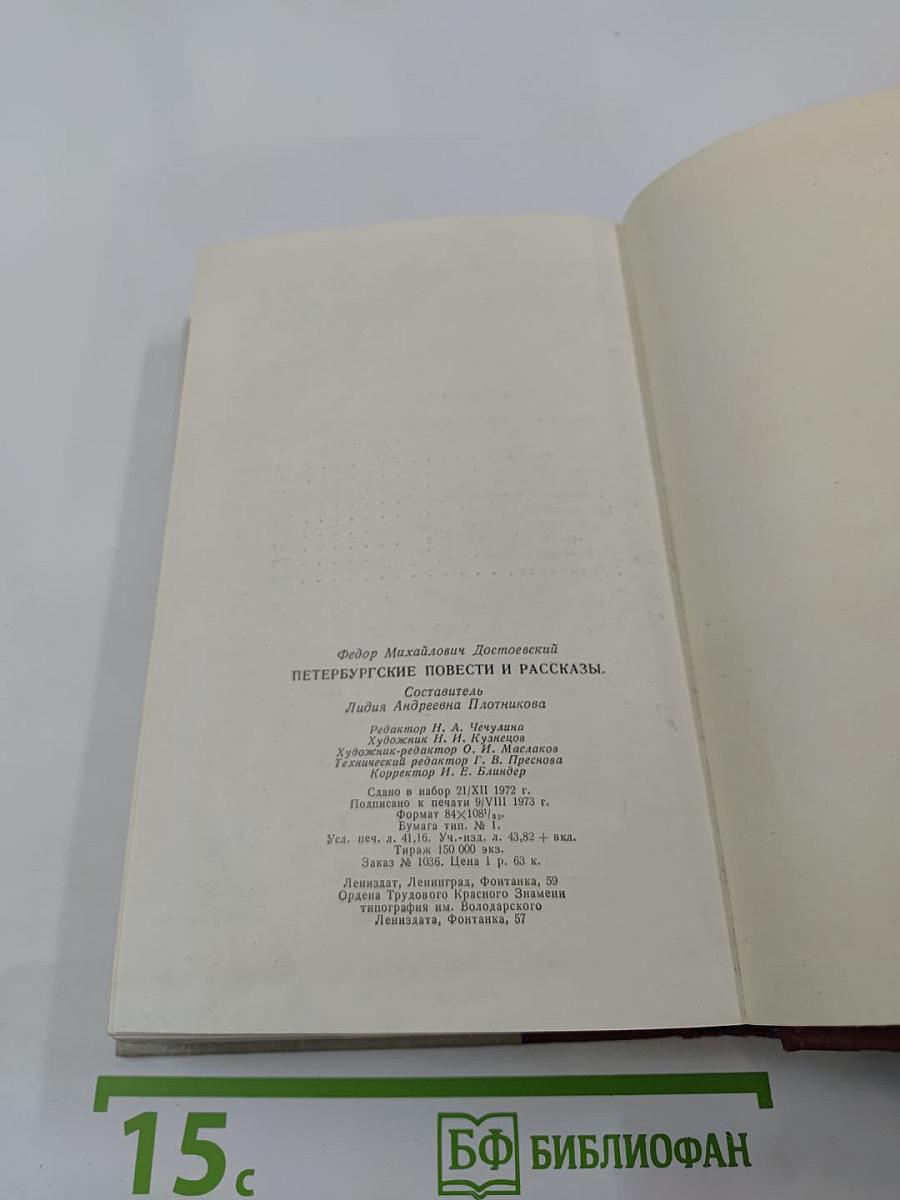 Федор Михайлович Достоевский
ПЕТЕРБУРГСКИЕ ПОВЕСТИ И РАССКАЗЫ.
Составитель
Лидия Андреевна Плотникова
Редактор Н. А. Чечулина
Художник Н. И. Кузнецов
Художник-редактор О. И. Маслаков
Технический редактор Г. В. Преснова
Корректор И. Е. Блиндер
Сдано в набор 21/XII 1972 г.
Подписано к печати 9/VIII 1973 г.
Формат 84×108¹/₃₂.
Бумага тип. № 1.
Усл. печ. л. 41,16. Уч.-изд. л. 43,82 + вкл.
Тираж 150 000 экз.
Заказ № 1036. Цена 1 р. 63 к.
Лениздат, Ленинград, Фонтанка, 59
Ордена Трудового Красного Знамени
типография им. Володарского
Лениздата, Фонтанка, 57
15 с
БФ БИБЛИОФАН